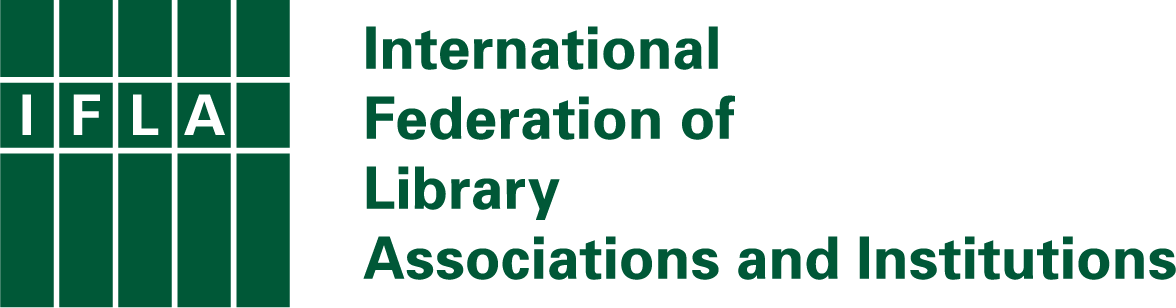 IFLA
International
Federation of
Library
Associations and Institutions